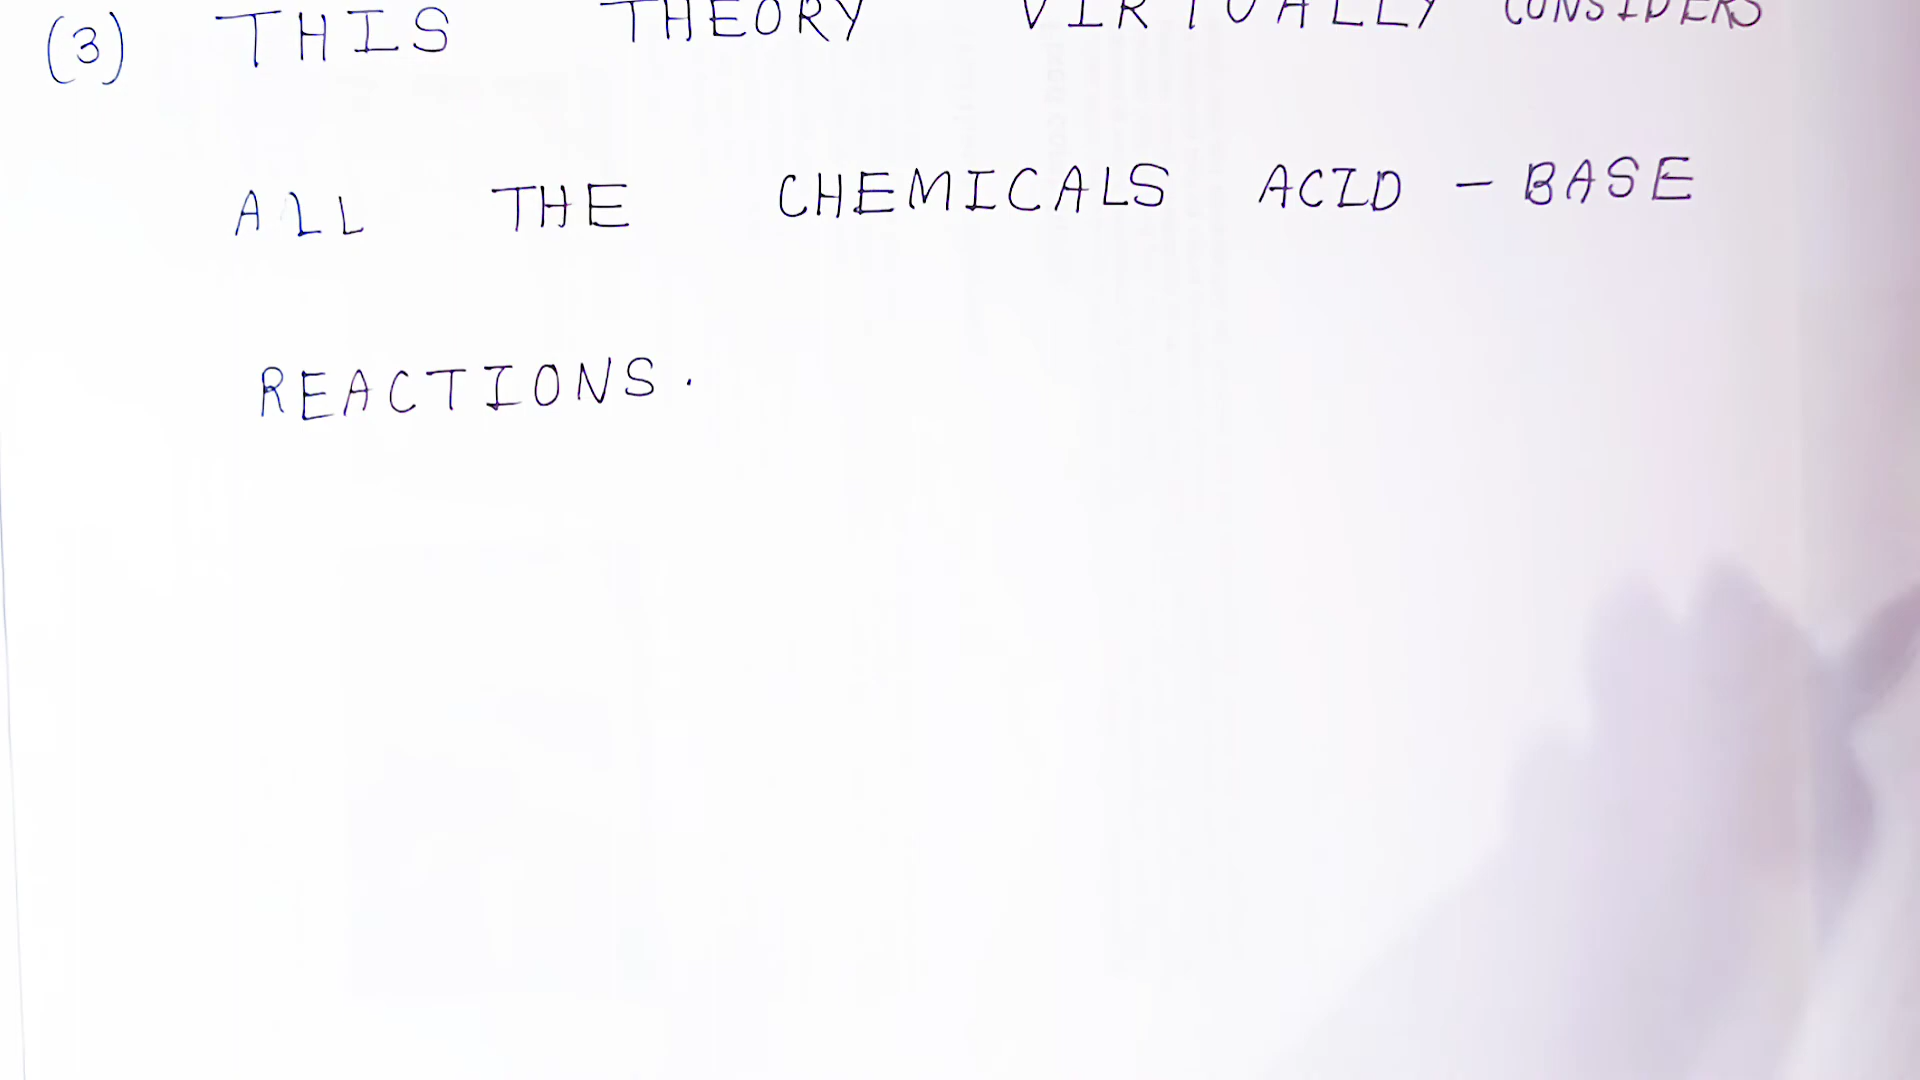 (3) THIS THEORY VIRTUALLY CONSIDERS
ALL THE CHEMICALS ACID - BASE
REACTIONS.